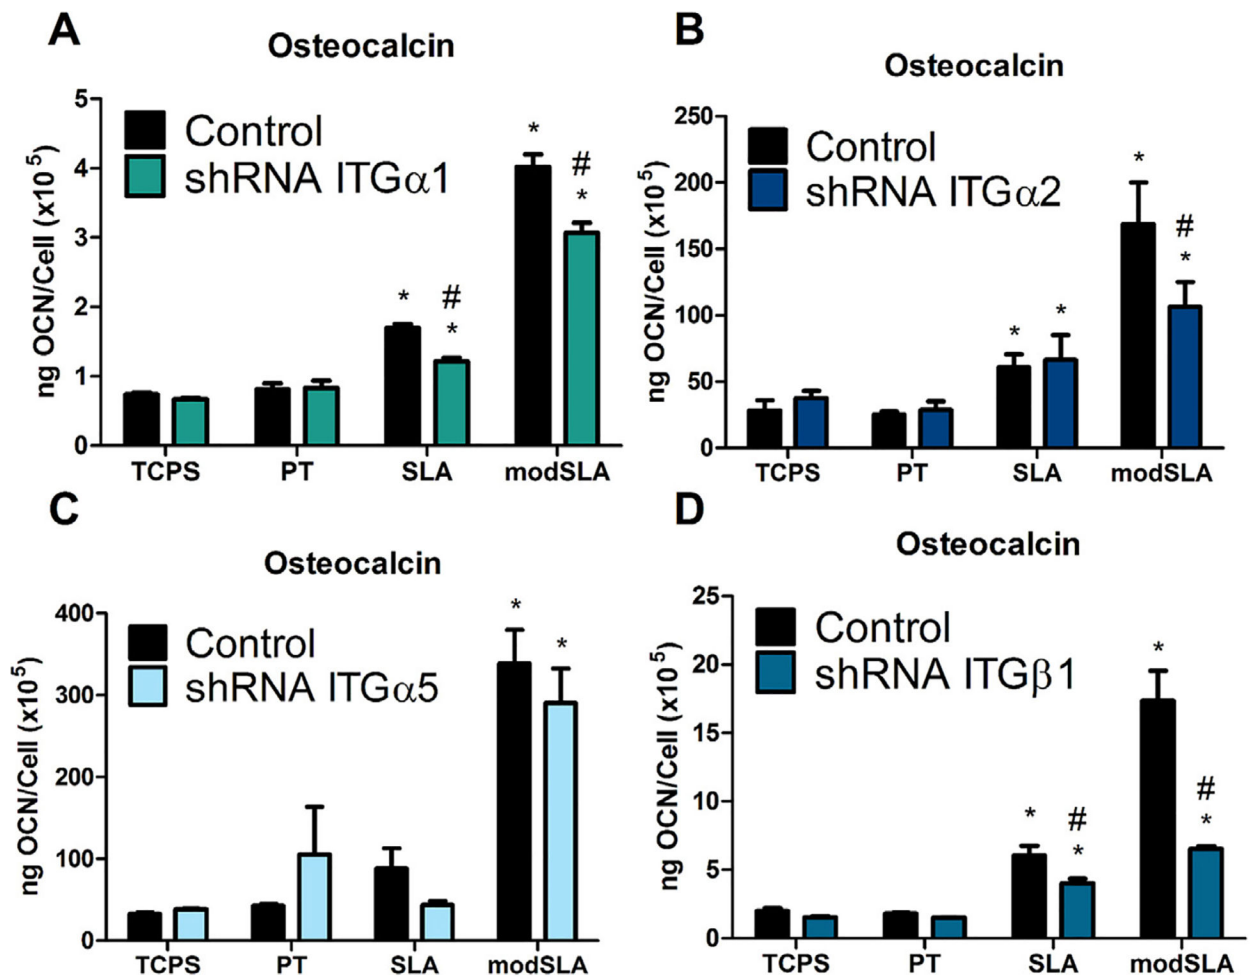 A
Osteocalcin
Control
shRNA ITGα1
ng OCN/Cell (x10⁵)
5
4
3
2
1
0
*
#
*
*
#
*
TCPS PT SLA modSLA
B
Osteocalcin
Control
shRNA ITGα2
ng OCN/Cell (x10⁵)
250
200
150
100
50
0
*
*
*
#
*
TCPS PT SLA modSLA
C
Osteocalcin
Control
shRNA ITGα5
ng OCN/Cell (x10⁵)
400
300
200
100
0
*
*
TCPS PT SLA modSLA
D
Osteocalcin
Control
shRNA ITGβ1
ng OCN/Cell (x10⁵)
25
20
15
10
5
0
*
#
*
*
#
*
TCPS PT SLA modSLA